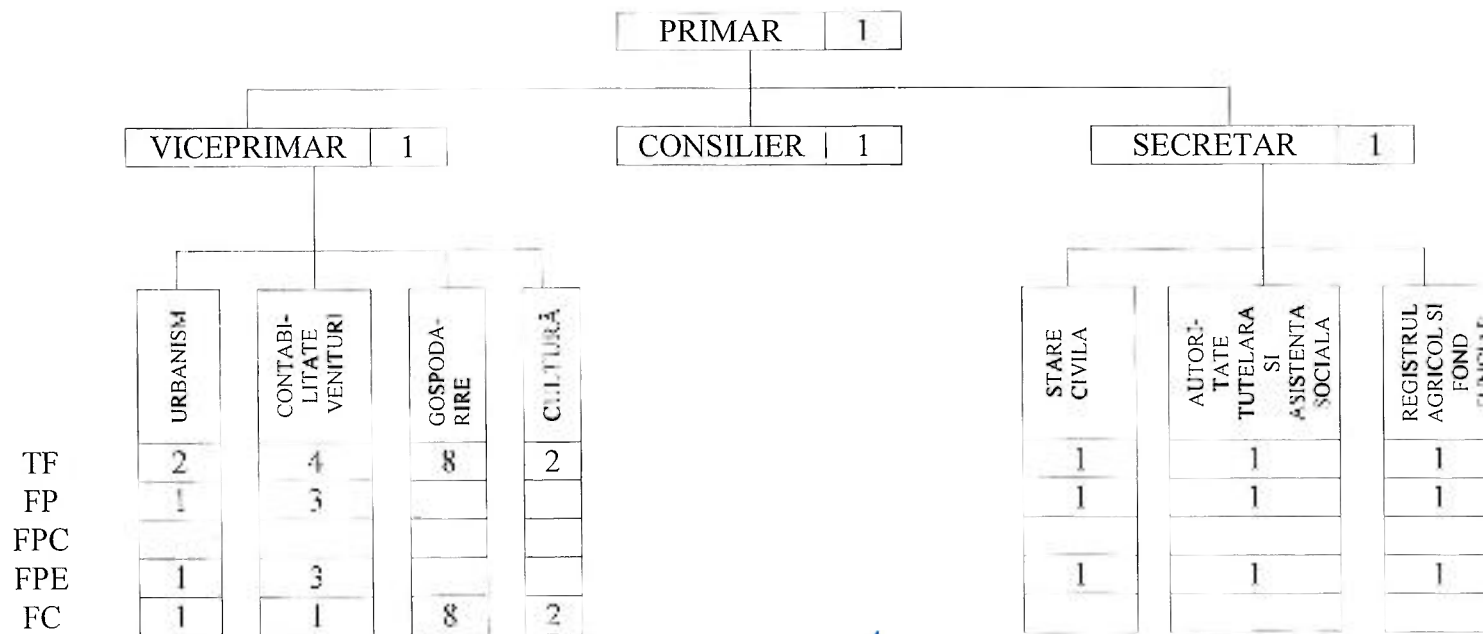 PRIMAR 1
VICEPRIMAR 1
CONSILIER 1
SECRETAR 1
URBANISM
CONTABI-
LITATE
VENITURI
GOSPODA-
RIRE
CULTURĂ
STARE
CIVILA
AUTORI-
TATE
TUTELARA
SI
ASISTENTA
SOCIALA
REGISTRUL
AGRICOL SI
FOND
TF 2 4 8 2 1 1 1
FP 1 3 1 1 1
FPC
FPE 1 3 1 1 1
FC 1 1 8 2